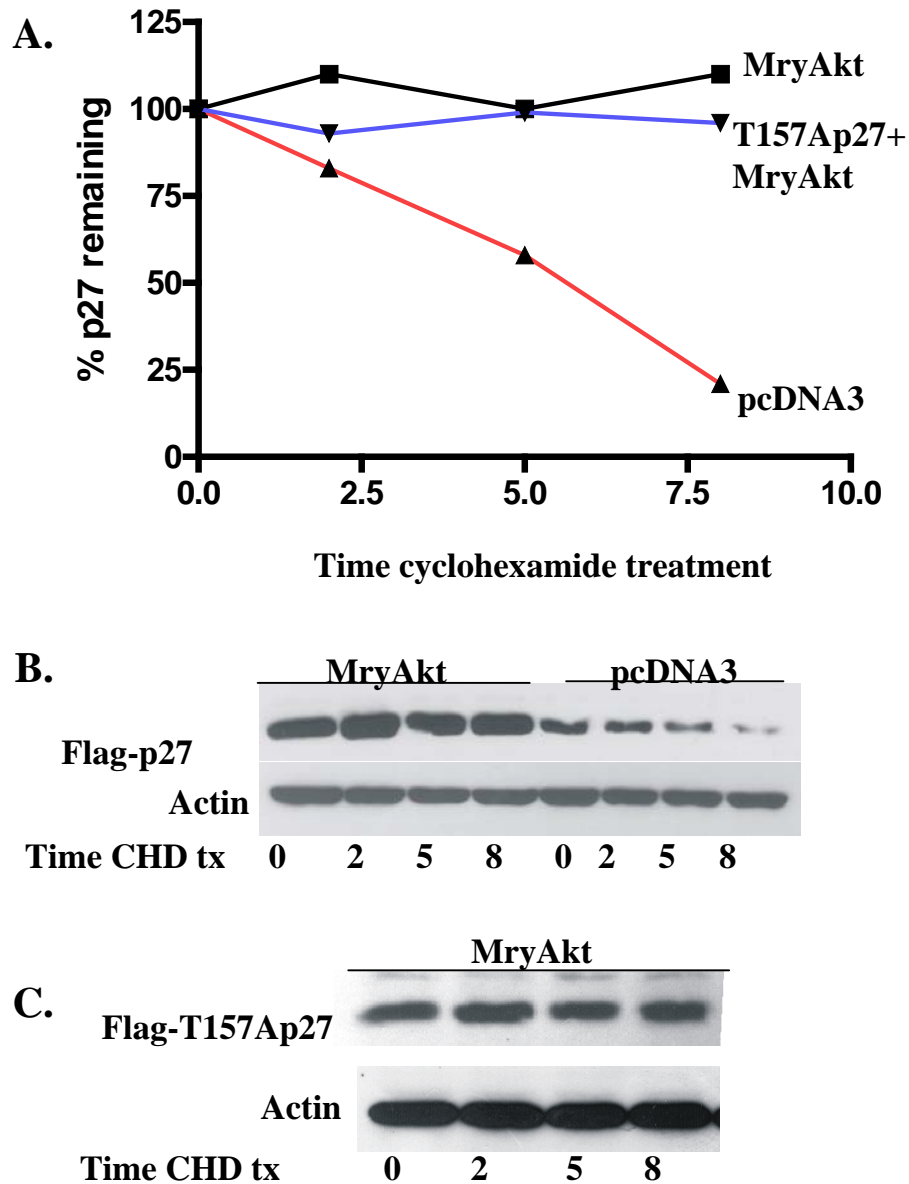 A.
125
100
75
50
25
0
% p27 remaining
MryAkt
T157Ap27+
MryAkt
pcDNA3
0.0 2.5 5.0 7.5 10.0
Time cyclohexamide treatment
B.
MryAkt pcDNA3
Flag-p27
Actin
Time CHD tx 0 2 5 8 0 2 5 8
MryAkt
C.
Flag-T157Ap27
Actin
Time CHD tx 0 2 5 8